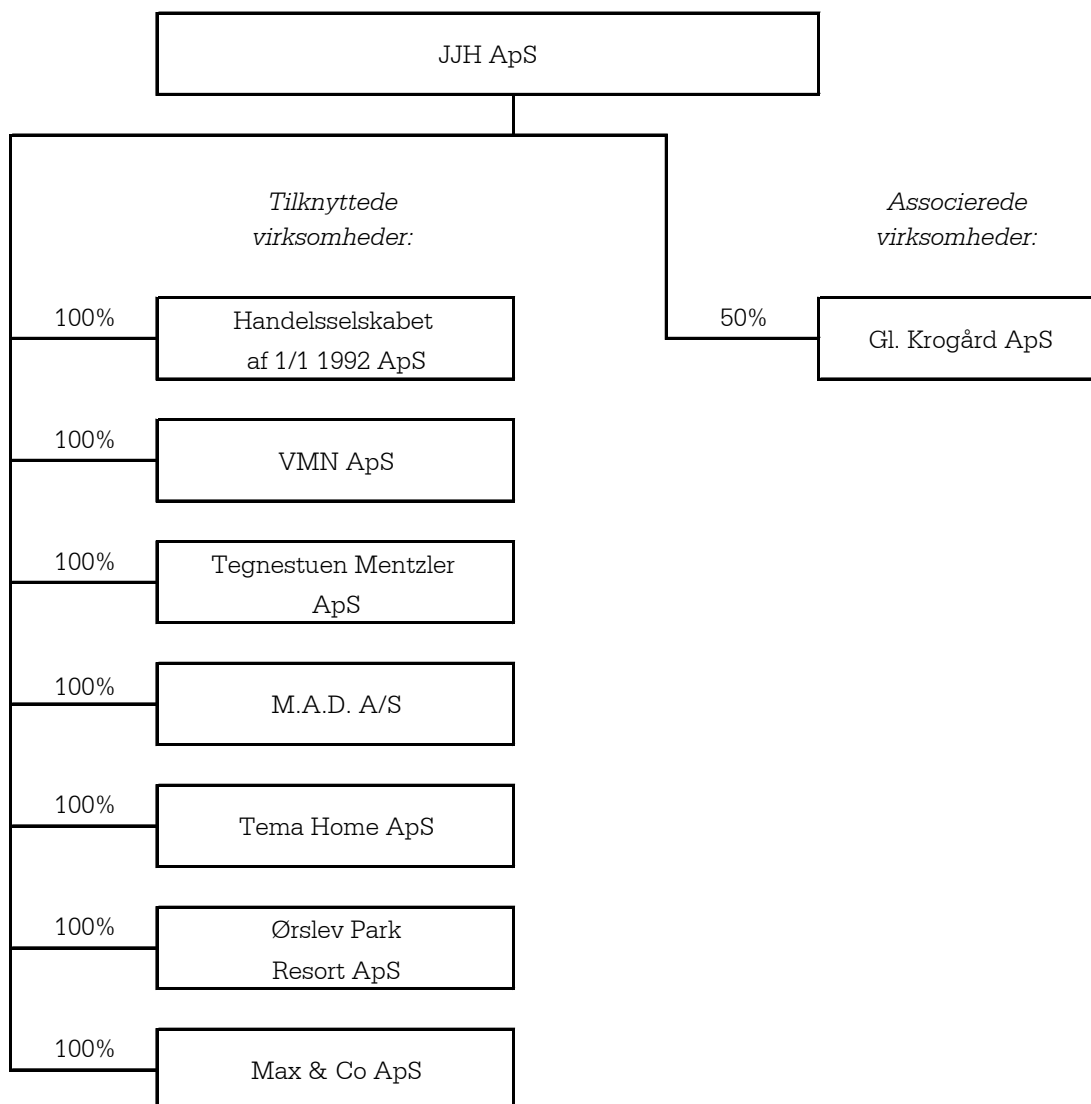 JJH ApS
Tilknyttede
virksomheder:
Associerede
virksomheder:
100%
Handelsselskabet
af 1/1 1992 ApS
50%
Gl. Krogård ApS
100%
VMN ApS
100%
Tegnestuen Mentzler
ApS
100%
M.A.D. A/S
100%
Tema Home ApS
100%
Ørslev Park
Resort ApS
100%
Max & Co ApS